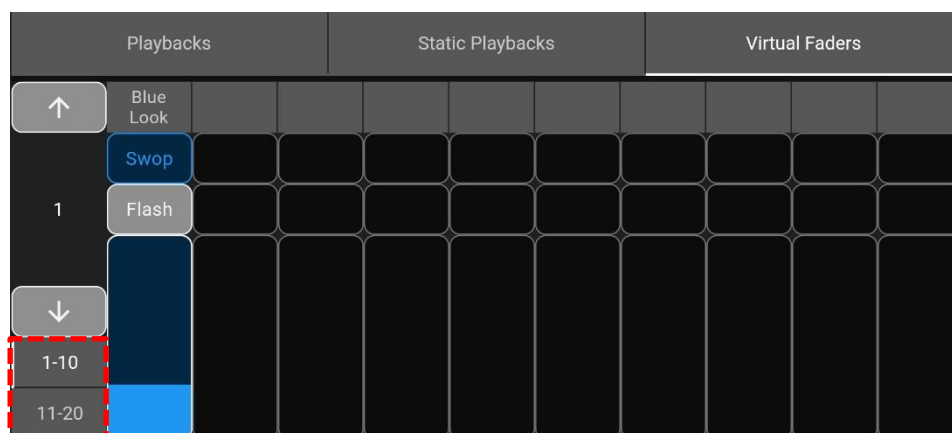 Playbacks
Static Playbacks
Virtual Faders
Blue
Look
Swop
1
Flash
1-10
11-20